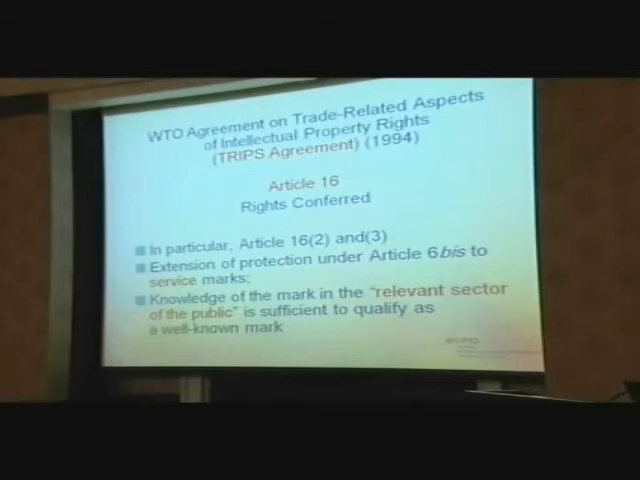 WTO Agreement on Trade-Related Aspects
of Intellectual Property Rights
(TRIPS Agreement) (1994)
Article 16
Rights Conferred
In particular, Article 16(2) and(3)
Extension of protection under Article 6bis to
service marks;
Knowledge of the mark in the “relevant sector
of the public” is sufficient to qualify as
a well-known mark
WIPO